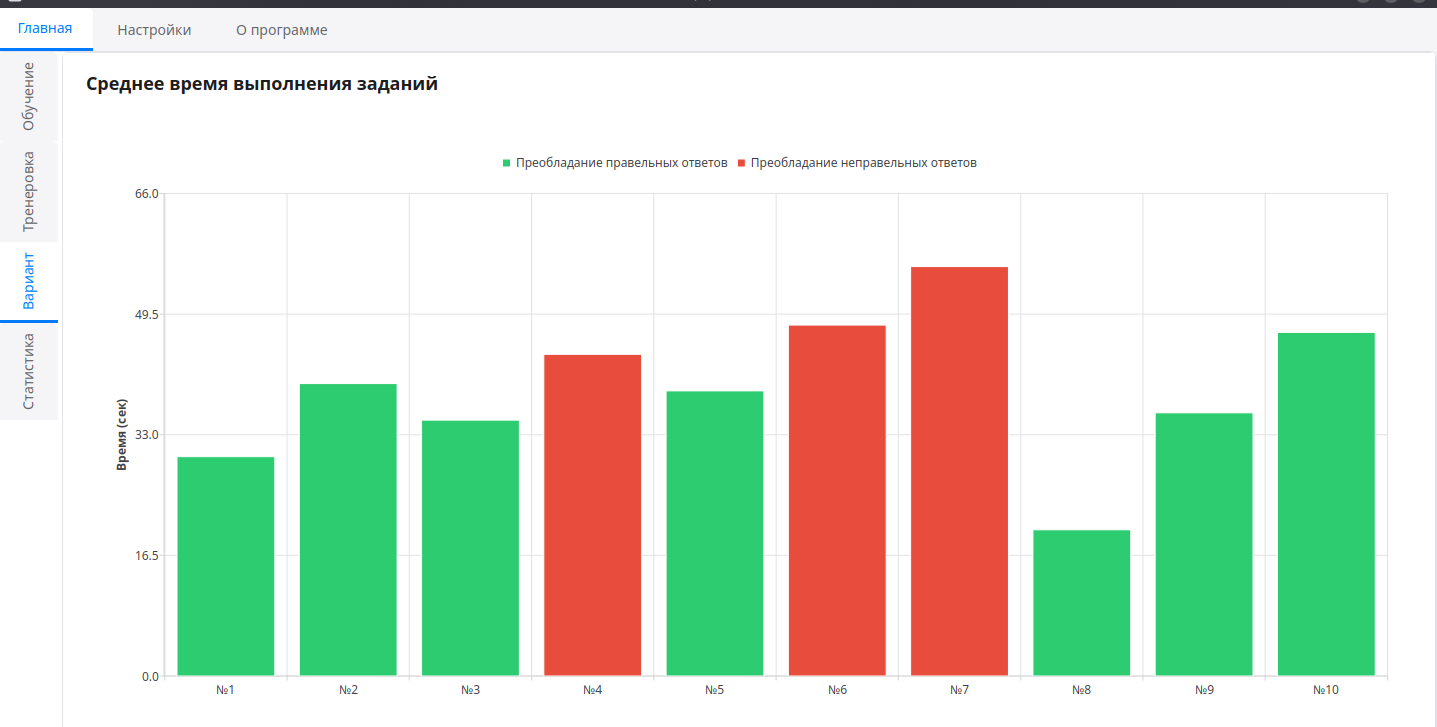 Главная Настройки О программе
Обучение
Тренеровка
Вариант
Статистика
Среднее время выполнения заданий
Преобладание правельных ответов Преобладание неправельных ответов
66.0
49.5
33.0
16.5
0.0
Время (сек)
№1 №2 №3 №4 №5 №6 №7 №8 №9 №10